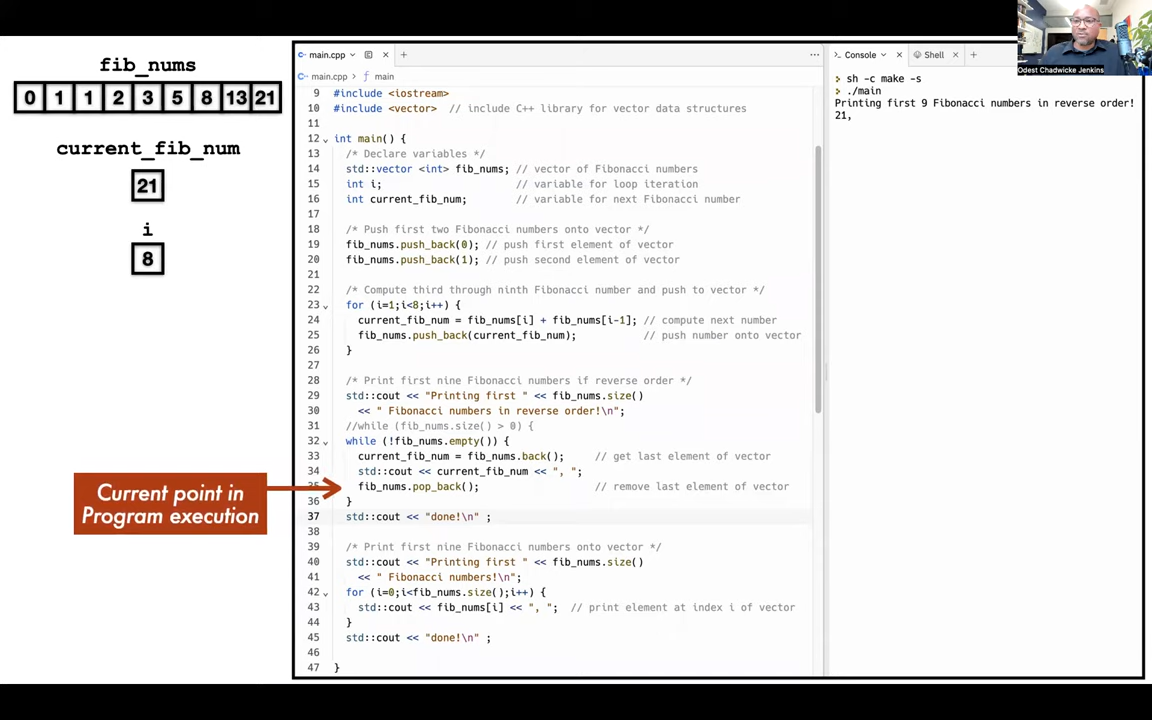 fib_nums
0 1 1 2 3 5 8 13 21
current_fib_num
21
i
8
Current point in
Program execution
main.cpp
main.cpp > main
9 #include <iostream>
10 #include <vector>  // include C++ library for vector data structures
11
12 int main() {
13   /* Declare variables */
14   std::vector <int> fib_nums; // vector of Fibonacci numbers
15   int i;                      // variable for loop iteration
16   int current_fib_num;        // variable for next Fibonacci number
17
18   /* Push first two Fibonacci numbers onto vector */
19   fib_nums.push_back(0); // push first element of vector
20   fib_nums.push_back(1); // push second element of vector
21
22   /* Compute third through ninth Fibonacci number and push to vector */
23   for (i=1;i<8;i++) {
24     current_fib_num = fib_nums[i] + fib_nums[i-1]; // compute next number
25     fib_nums.push_back(current_fib_num);           // push number onto vector
26   }
27
28   /* Print first nine Fibonacci numbers if reverse order */
29   std::cout << "Printing first " << fib_nums.size()
30     << " Fibonacci numbers in reverse order!\n";
31   //while (fib_nums.size() > 0) {
32   while (!fib_nums.empty()) {
33     current_fib_num = fib_nums.back();     // get last element of vector
34     std::cout << current_fib_num << ", ";
35     fib_nums.pop_back();                   // remove last element of vector
36   }
37   std::cout << "done!\n" ;
38
39   /* Print first nine Fibonacci numbers onto vector */
40   std::cout << "Printing first " << fib_nums.size()
41     << " Fibonacci numbers!\n";
42   for (i=0;i<fib_nums.size();i++) {
43     std::cout << fib_nums[i] << ", ";  // print element at index i of vector
44   }
45   std::cout << "done!\n" ;
46
47 }
Console
Shell
sh -c make -s
./main
Printing first 9 Fibonacci numbers in reverse order!
21,
Odest Chadwicke Jenkins